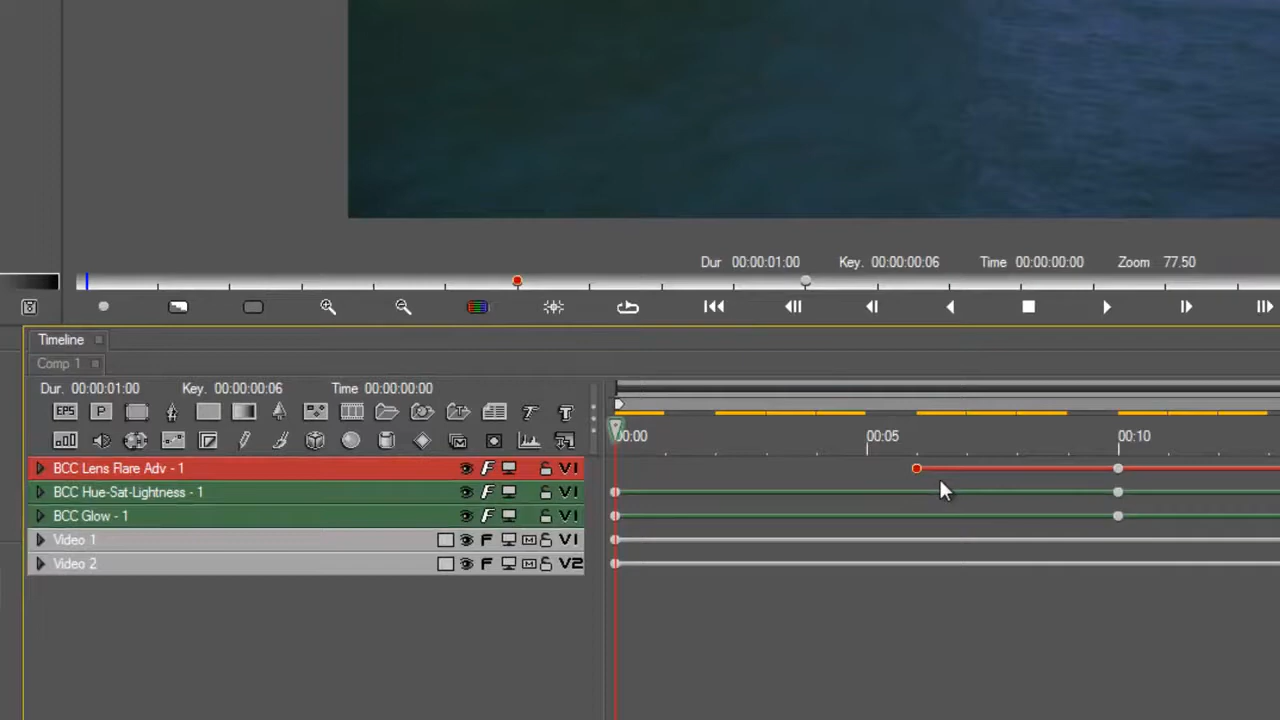 Dur 00:00:01:00 Key. 00:00:00:06 Time 00:00:00:00 Zoom 77.50
Timeline
Comp 1
Dur. 00:00:01:00 Key. 00:00:00:06 Time 00:00:00:00
EPS P T T
00:00 00:05 00:10
BCC Lens Flare Adv - 1 F V1
BCC Hue-Sat-Lightness - 1 F V1
BCC Glow - 1 F V1
Video 1 F M V1
Video 2 F M V2